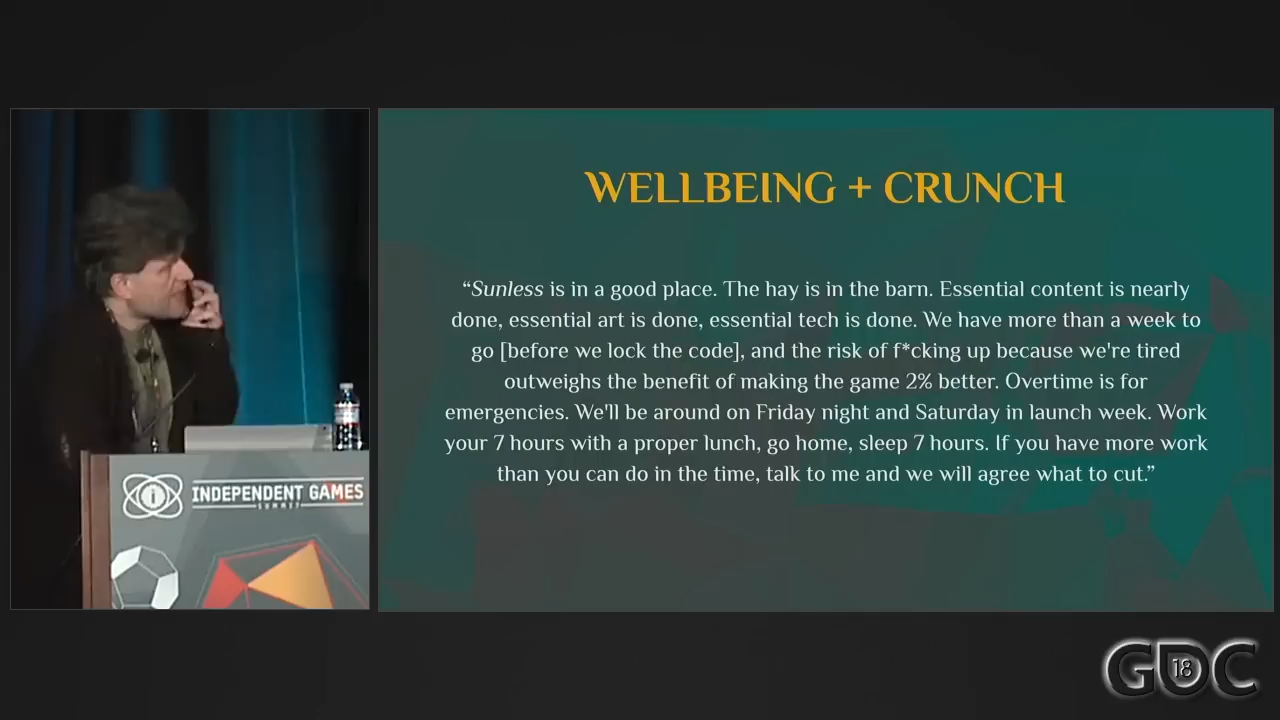 WELLBEING + CRUNCH
“Sunless is in a good place. The hay is in the barn. Essential content is nearly
done, essential art is done, essential tech is done. We have more than a week to
go [before we lock the code], and the risk of f*cking up because we're tired
outweighs the benefit of making the game 2% better. Overtime is for
emergencies. We'll be around on Friday night and Saturday in launch week. Work
your 7 hours with a proper lunch, go home, sleep 7 hours. If you have more work
than you can do in the time, talk to me and we will agree what to cut.”
i
INDEPENDENT GAMES
SUMMIT
GDC
18